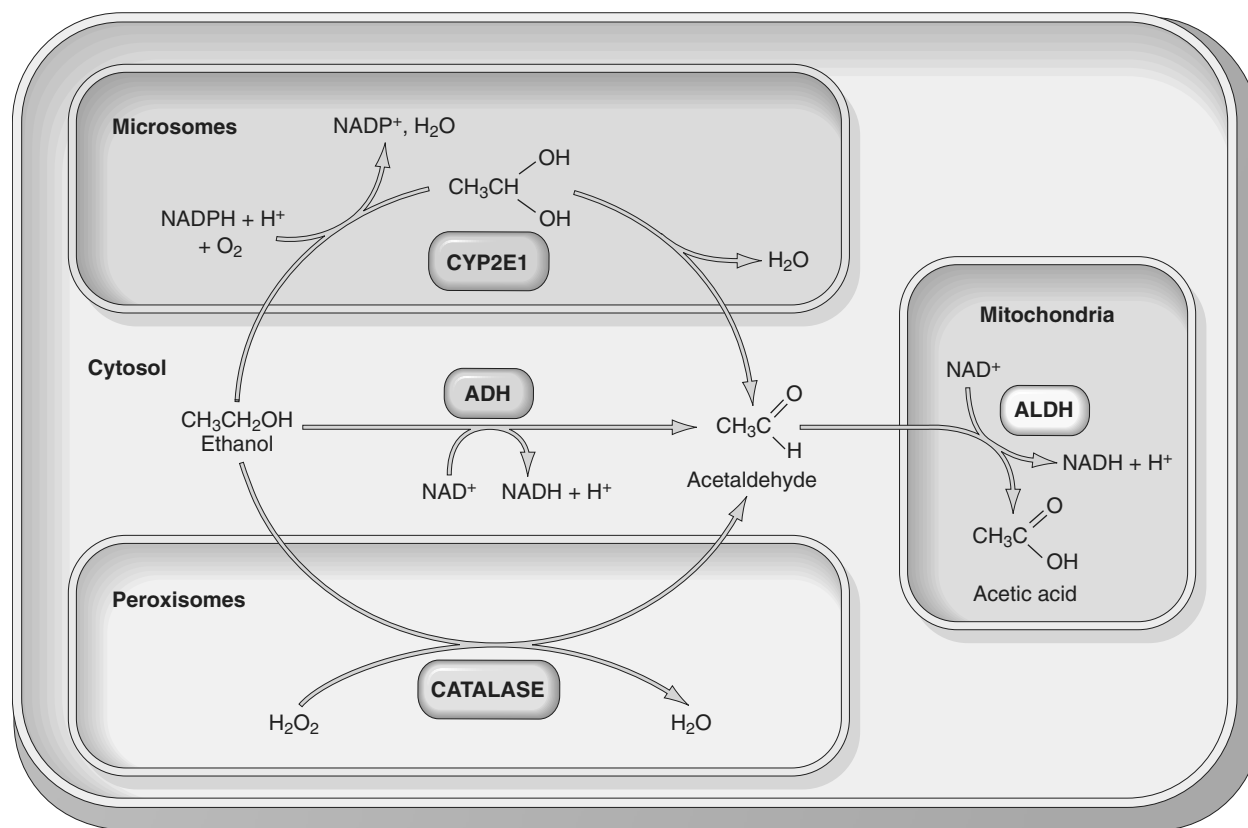 Microsomes
NADP⁺, H₂O
OH
CH₃CH
OH
NADPH + H⁺
+ O₂
CYP2E1
H₂O
Mitochondria
Cytosol
NAD⁺
ADH
ALDH
O
CH₃CH₂OH
Ethanol
CH₃C
H
NADH + H⁺
NAD⁺
NADH + H⁺
Acetaldehyde
O
CH₃C
OH
Acetic acid
Peroxisomes
CATALASE
H₂O₂
H₂O